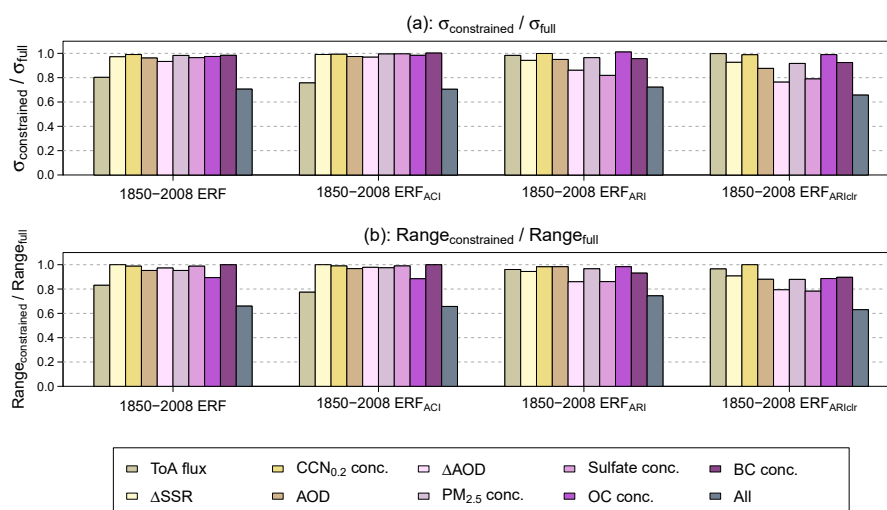 (a): σconstrained / σfull
σconstrained / σfull
1.0
0.8
0.6
0.4
0.2
0.0
1850−2008 ERF
1850−2008 ERFACI
1850−2008 ERFARI
1850−2008 ERFARIclr
(b): Rangeconstrained / Rangefull
Rangeconstrained / Rangefull
1.0
0.8
0.6
0.4
0.2
0.0
1850−2008 ERF
1850−2008 ERFACI
1850−2008 ERFARI
1850−2008 ERFARIclr
ToA flux
ΔSSR
CCN0.2 conc.
AOD
ΔAOD
PM2.5 conc.
Sulfate conc.
OC conc.
BC conc.
All